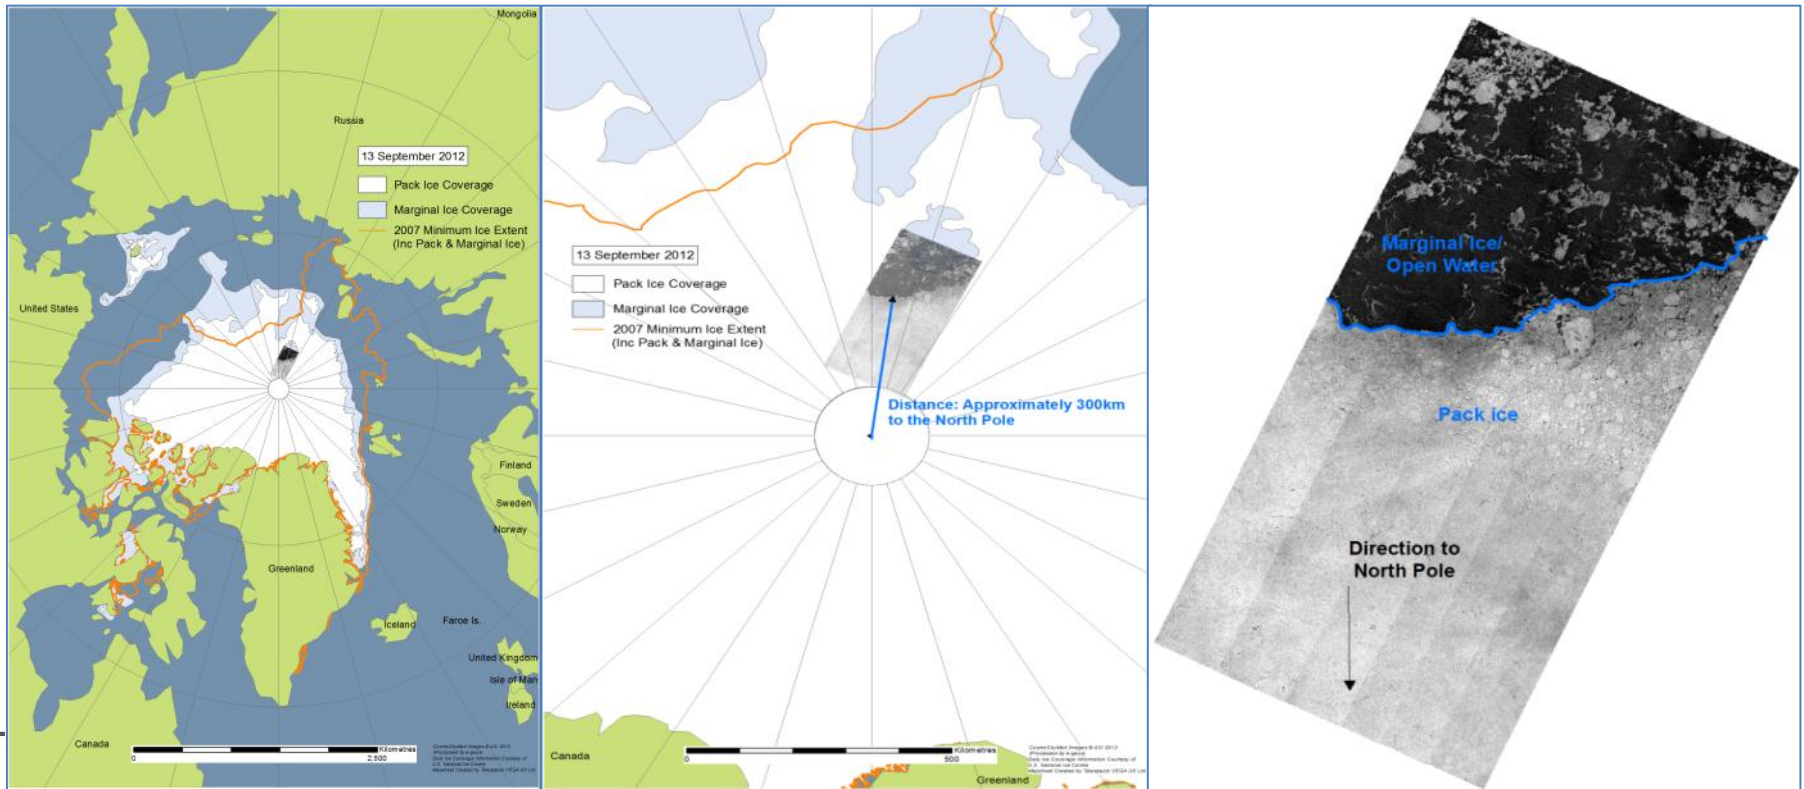 Mongolia
Russia
13 September 2012
Pack Ice Coverage
Marginal Ice Coverage
2007 Minimum Ice Extent
(Inc Pack & Marginal Ice)
United States
Finland
Sweden
Norway
Greenland
Iceland
Faroe Is.
United Kingdom
Isle of Man
Ireland
Canada
Kilometres
0
2,500
13 September 2012
Pack Ice Coverage
Marginal Ice Coverage
2007 Minimum Ice Extent
(Inc Pack & Marginal Ice)
Distance: Approximately 300km
to the North Pole
Canada
Kilometres
0
500
Greenland
Marginal Ice/
Open Water
Pack ice
Direction to
North Pole